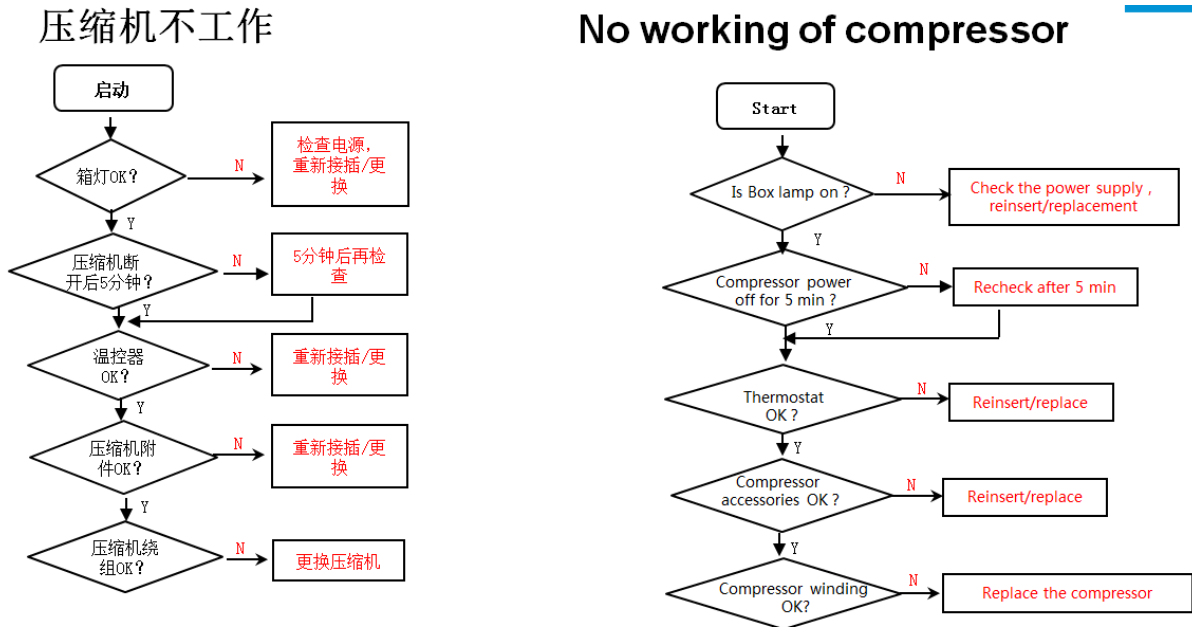 压缩机不工作
启动
箱灯OK?
N
检查电源,
重新接插/更
换
Y
压缩机断
开后5分钟?
N
5分钟后再检
查
Y
温控器
OK?
N
重新接插/更
换
Y
压缩机附
件OK?
N
重新接插/更
换
Y
压缩机绕
组OK?
N
更换压缩机
No working of compressor
Start
Is Box lamp on ?
N
Check the power supply ,
reinsert/replacement
Y
Compressor power
off for 5 min ?
N
Recheck after 5 min
Y
Thermostat
OK ?
N
Reinsert/replace
Y
Compressor
accessories OK ?
N
Reinsert/replace
Y
Compressor winding
OK?
N
Replace the compressor